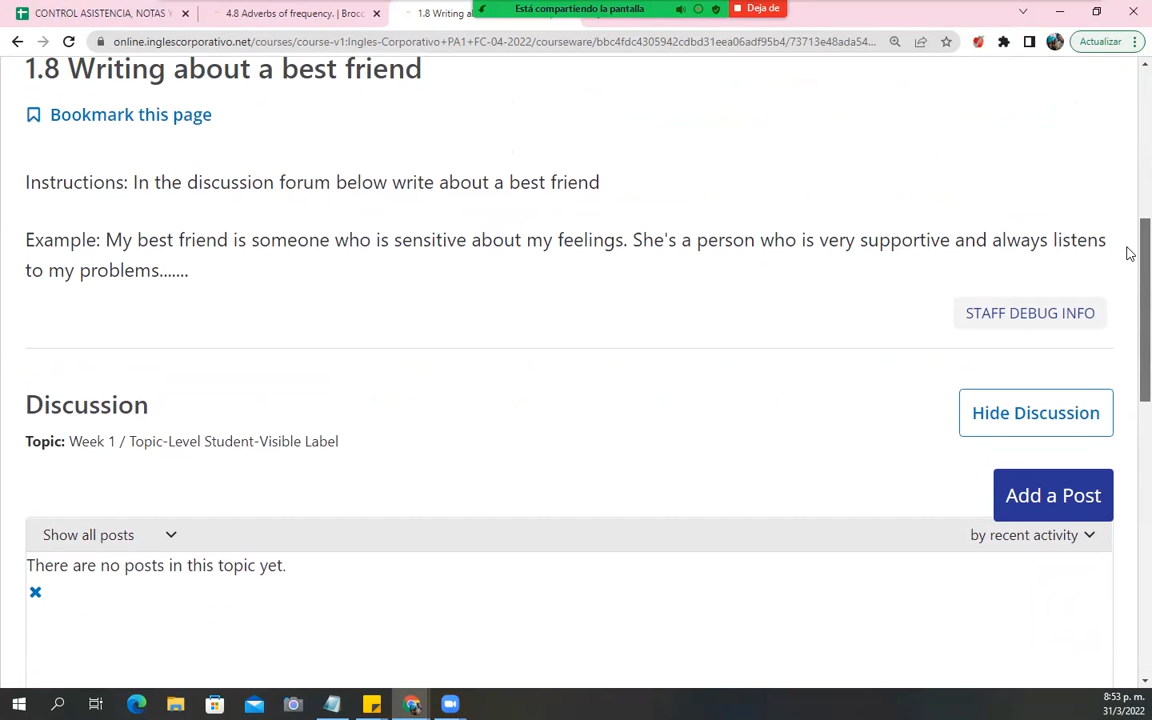 CONTROL ASISTENCIA, NOTAS Y
4.8 Adverbs of frequency. | Brocc
1.8 Writing a
Está compartiendo la pantalla
Deja de
online.inglescorporativo.net/courses/course-v1:Ingles-Corporativo+PA1+FC-04-2022/courseware/bbc4fdc4305942cdbd31eea06adf95b4/73713e48ada54...
Actualizar
1.8 Writing about a best friend
Bookmark this page
Instructions: In the discussion forum below write about a best friend
Example: My best friend is someone who is sensitive about my feelings. She's a person who is very supportive and always listens
to my problems.......
STAFF DEBUG INFO
Discussion
Hide Discussion
Topic: Week 1 / Topic-Level Student-Visible Label
Add a Post
Show all posts
by recent activity
There are no posts in this topic yet.
8:53 p. m.
31/3/2022